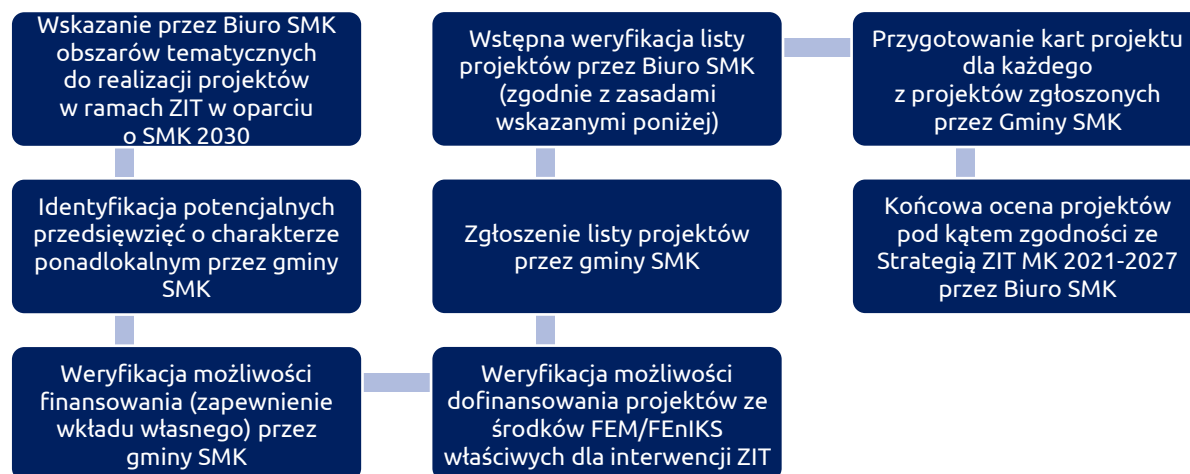 Wskazanie przez Biuro SMK
obszarów tematycznych
do realizacji projektów
w ramach ZIT w oparciu
o SMK 2030
Identyfikacja potencjalnych
przedsięwzięć o charakterze
ponadlokalnym przez gminy
SMK
Weryfikacja możliwości
finansowania (zapewnienie
wkładu własnego) przez
gminy SMK
Weryfikacja możliwości
dofinansowania projektów ze
środków FEM/FEnIKS
właściwych dla interwencji ZIT
Zgłoszenie listy projektów
przez gminy SMK
Wstępna weryfikacja listy
projektów przez Biuro SMK
(zgodnie z zasadami
wskazanymi poniżej)
Przygotowanie kart projektu
dla każdego
z projektów zgłoszonych
przez Gminy SMK
Końcowa ocena projektów
pod kątem zgodności ze
Strategią ZIT MK 2021-2027
przez Biuro SMK